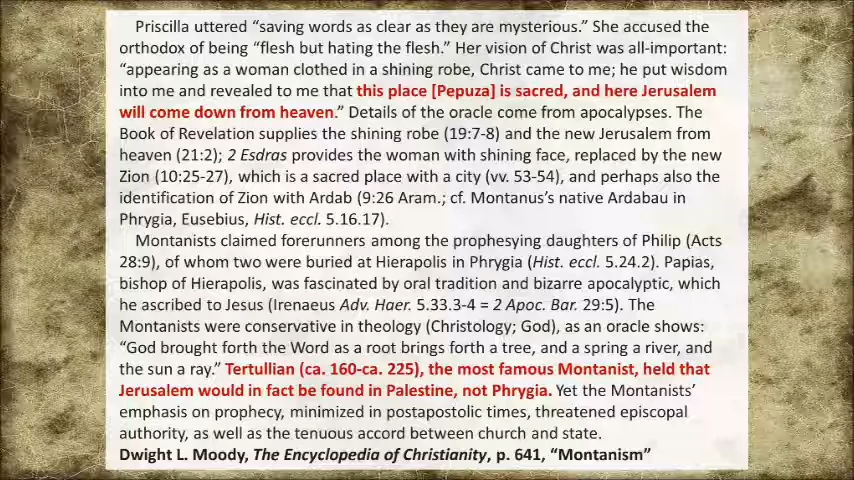 Priscilla uttered “saving words as clear as they are mysterious.” She accused the
orthodox of being “flesh but hating the flesh.” Her vision of Christ was all-important:
“appearing as a woman clothed in a shining robe, Christ came to me; he put wisdom
into me and revealed to me that this place [Pepuza] is sacred, and here Jerusalem
will come down from heaven.” Details of the oracle come from apocalypses. The
Book of Revelation supplies the shining robe (19:7-8) and the new Jerusalem from
heaven (21:2); 2 Esdras provides the woman with shining face, replaced by the new
Zion (10:25-27), which is a sacred place with a city (vv. 53-54), and perhaps also the
identification of Zion with Ardab (9:26 Aram.; cf. Montanus’s native Ardabau in
Phrygia, Eusebius, Hist. eccl. 5.16.17).
Montanists claimed forerunners among the prophesying daughters of Philip (Acts
28:9), of whom two were buried at Hierapolis in Phrygia (Hist. eccl. 5.24.2). Papias,
bishop of Hierapolis, was fascinated by oral tradition and bizarre apocalyptic, which
he ascribed to Jesus (Irenaeus Adv. Haer. 5.33.3-4 = 2 Apoc. Bar. 29:5). The
Montanists were conservative in theology (Christology; God), as an oracle shows:
“God brought forth the Word as a root brings forth a tree, and a spring a river, and
the sun a ray.” Tertullian (ca. 160-ca. 225), the most famous Montanist, held that
Jerusalem would in fact be found in Palestine, not Phrygia. Yet the Montanists’
emphasis on prophecy, minimized in postapostolic times, threatened episcopal
authority, as well as the tenuous accord between church and state.
Dwight L. Moody, The Encyclopedia of Christianity, p. 641, “Montanism”